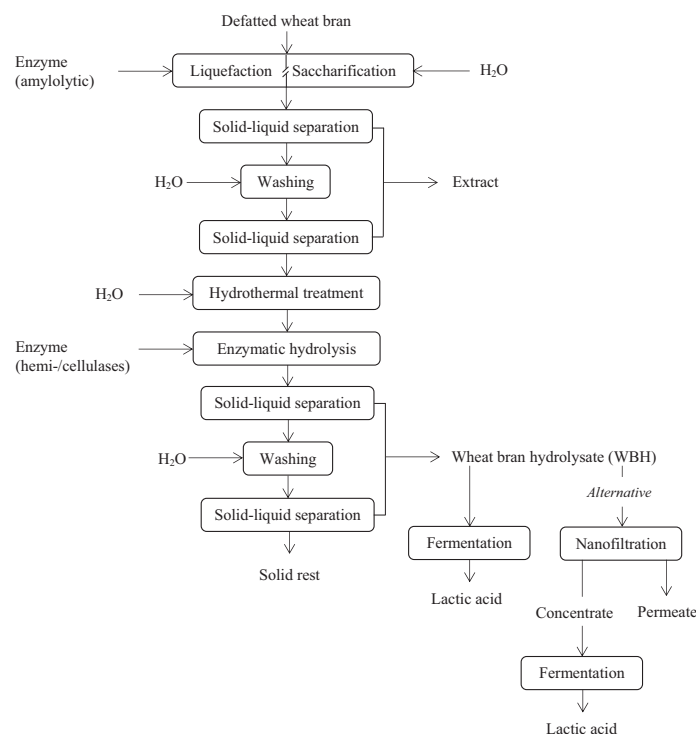 Defatted wheat bran
Enzyme
(amylolytic)
Liquefaction
Saccharification
H₂O
Solid-liquid separation
H₂O
Washing
Extract
Solid-liquid separation
H₂O
Hydrothermal treatment
Enzyme
(hemi-/cellulases)
Enzymatic hydrolysis
Solid-liquid separation
H₂O
Washing
Wheat bran hydrolysate (WBH)
Alternative
Solid-liquid separation
Fermentation
Nanofiltration
Solid rest
Lactic acid
Concentrate
Permeate
Fermentation
Lactic acid